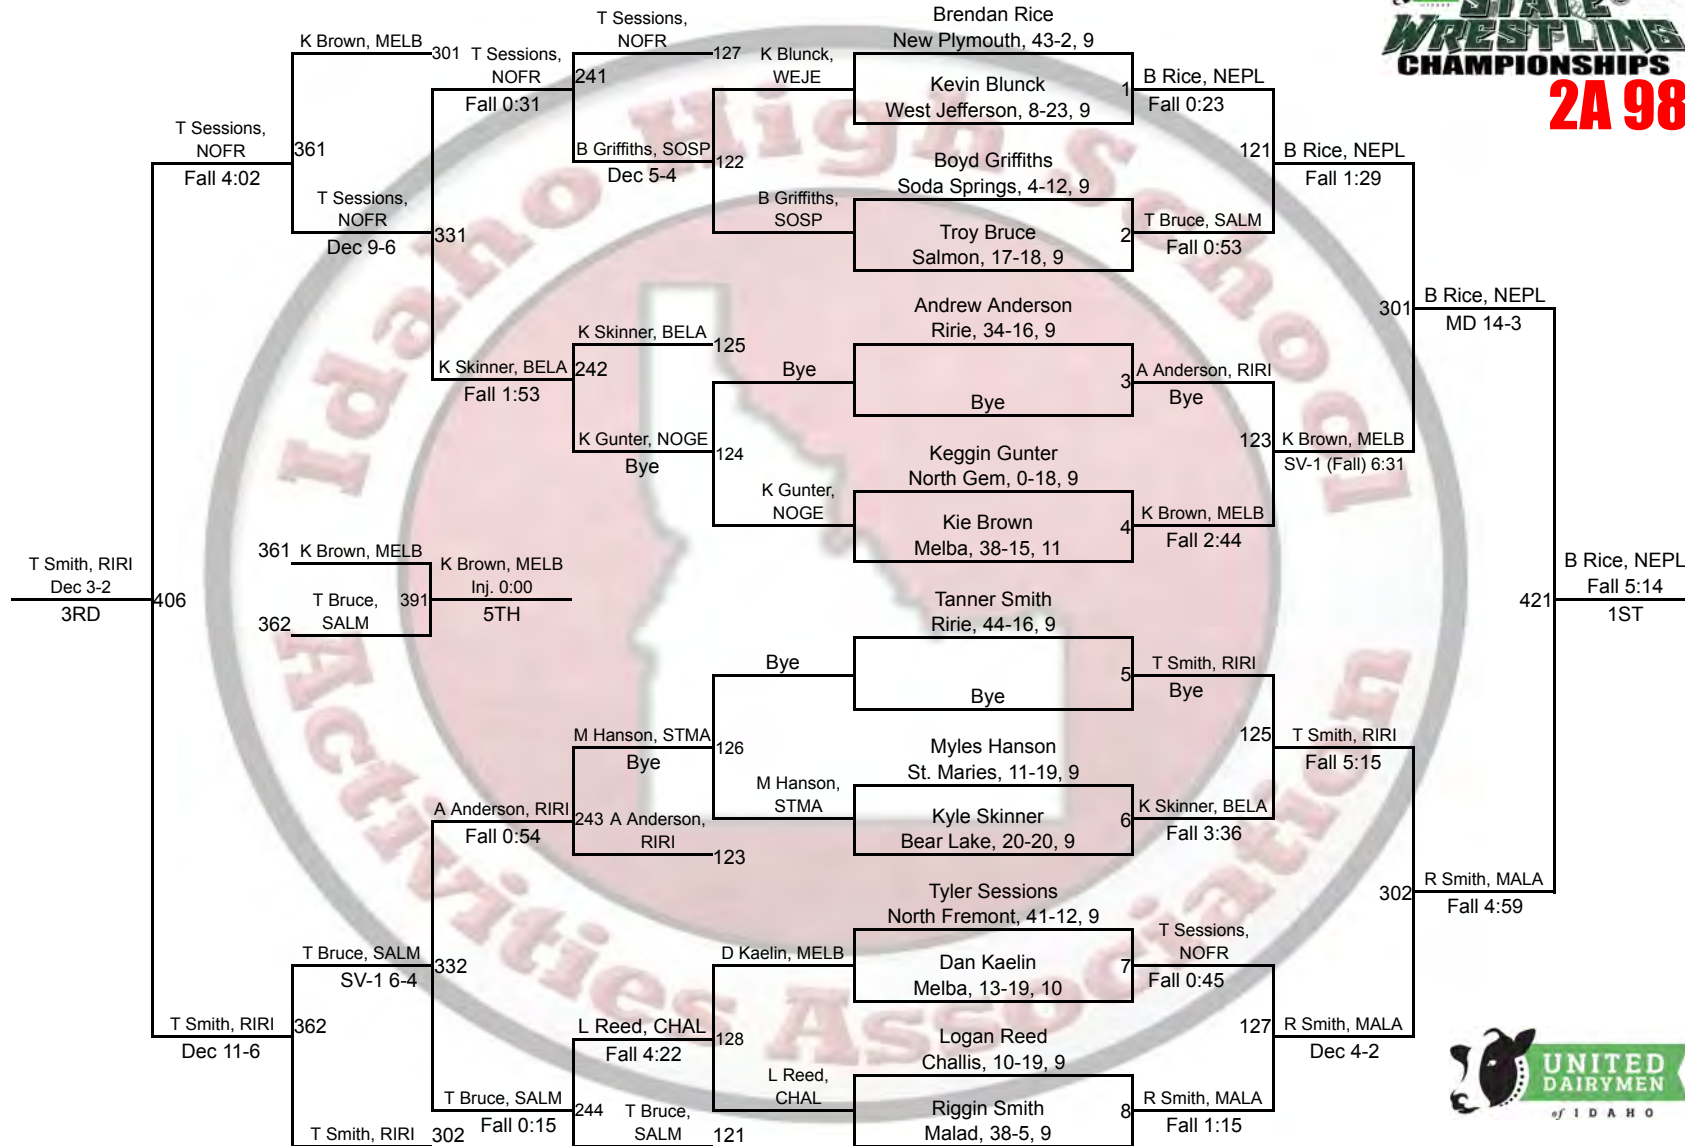 STATE
WRESTLING
CHAMPIONSHIPS
2A 98
Idaho High School
Activities Association
K Brown, MELB
301
T Sessions,
NOFR
361
Fall 4:02
T Sessions,
NOFR
Dec 9-6
T Sessions,
NOFR
Fall 0:31
331
T Sessions,
NOFR
127
241
B Griffiths, SOSP
Dec 5-4
K Blunck,
WEJE
122
B Griffiths,
SOSP
K Skinner, BELA
125
K Skinner, BELA
242
Fall 1:53
K Gunter, NOGE
Bye
Bye
124
K Gunter,
NOGE
T Smith, RIRI
Dec 3-2
3RD
406
361
K Brown, MELB
362
T Bruce,
SALM
391
K Brown, MELB
Inj. 0:00
5TH
Bye
M Hanson, STMA
Bye
126
M Hanson,
STMA
A Anderson, RIRI
Fall 0:54
243
A Anderson,
RIRI
123
T Bruce, SALM
SV-1 6-4
332
T Smith, RIRI
Dec 11-6
362
D Kaelin, MELB
L Reed, CHAL
Fall 4:22
128
L Reed,
CHAL
T Bruce, SALM
Fall 0:15
244
T Bruce,
SALM
121
T Smith, RIRI
302
Brendan Rice
New Plymouth, 43-2, 9
Kevin Blunck
West Jefferson, 8-23, 9
1
B Rice, NEPL
Fall 0:23
Boyd Griffiths
Soda Springs, 4-12, 9
Troy Bruce
Salmon, 17-18, 9
2
T Bruce, SALM
Fall 0:53
121
B Rice, NEPL
Fall 1:29
Andrew Anderson
Ririe, 34-16, 9
Bye
3
A Anderson, RIRI
Bye
Keggin Gunter
North Gem, 0-18, 9
Kie Brown
Melba, 38-15, 11
4
K Brown, MELB
Fall 2:44
123
K Brown, MELB
SV-1 (Fall) 6:31
301
B Rice, NEPL
MD 14-3
Tanner Smith
Ririe, 44-16, 9
Bye
5
T Smith, RIRI
Bye
Myles Hanson
St. Maries, 11-19, 9
Kyle Skinner
Bear Lake, 20-20, 9
6
K Skinner, BELA
Fall 3:36
125
T Smith, RIRI
Fall 5:15
Tyler Sessions
North Fremont, 41-12, 9
Dan Kaelin
Melba, 13-19, 10
7
T Sessions,
NOFR
Fall 0:45
Logan Reed
Challis, 10-19, 9
Riggin Smith
Malad, 38-5, 9
8
R Smith, MALA
Fall 1:15
127
R Smith, MALA
Dec 4-2
302
R Smith, MALA
Fall 4:59
421
B Rice, NEPL
Fall 5:14
1ST
UNITED
DAIRYMEN
of IDAHO